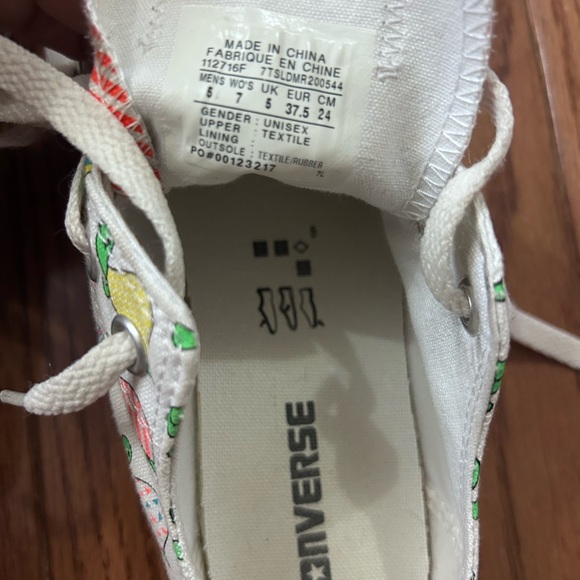 MADE IN CHINA
FABRIQUE EN CHINE
112716F 7TSLDMR200544
MENS WO'S UK EUR CM
5 7 5 37.5 24
GENDER : UNISEX
UPPER : TEXTILE
LINING :
OUTSOLE : TEXTILE/RUBBER
PO#00123217 7L
CONVERSE